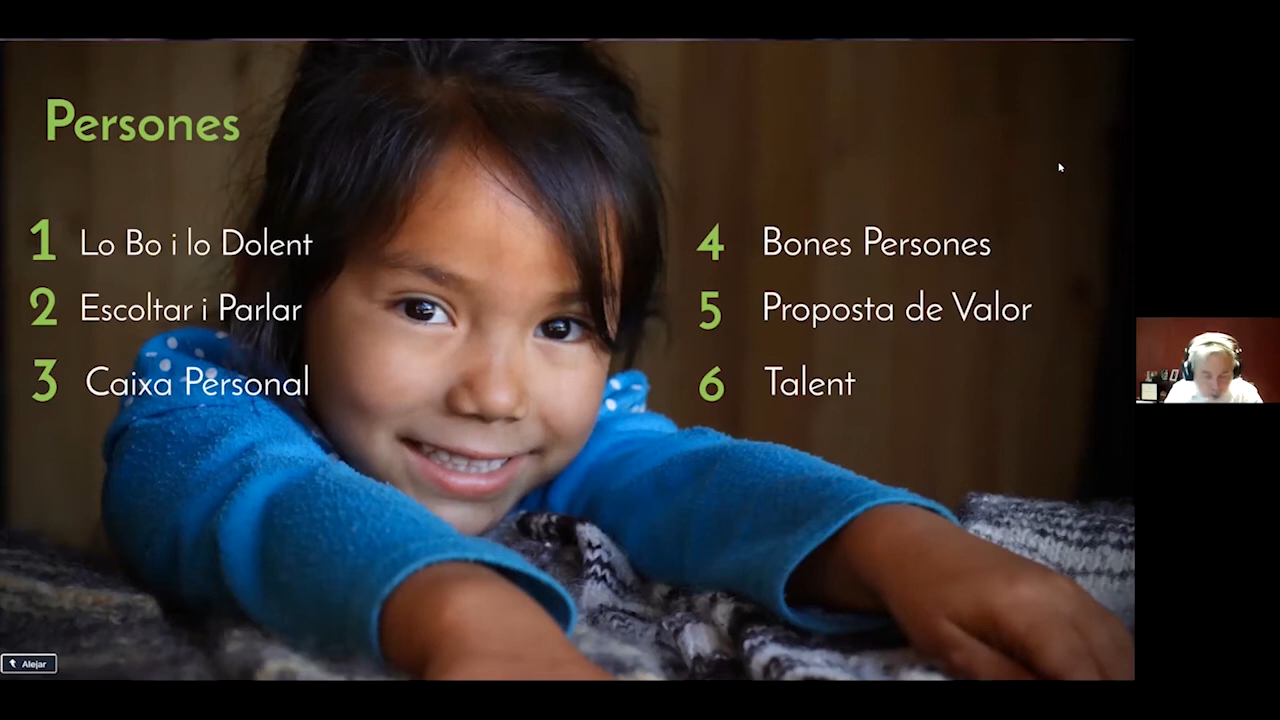 Persones
1 Lo Bo i lo Dolent
2 Escoltar i Parlar
3 Caixa Personal
4 Bones Persones
5 Proposta de Valor
6 Talent
Alejar